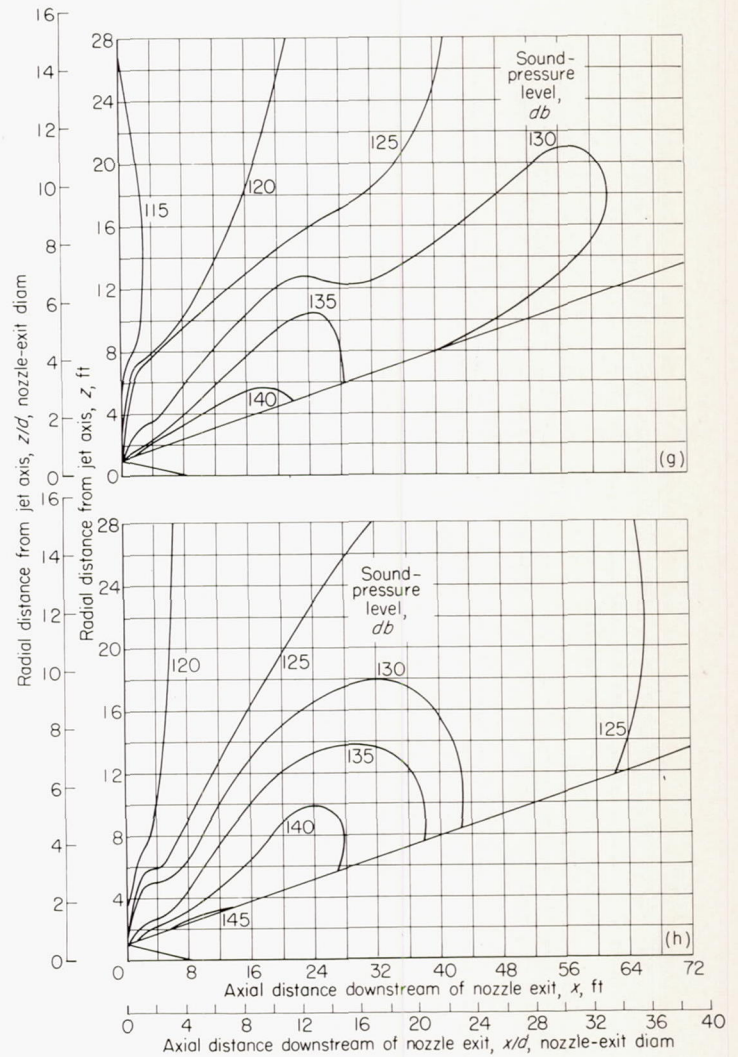 16
14
12
10
8
6
4
2
0
28
24
20
16
12
8
4
0
Sound-
pressure
level,
db
115
120
125
130
135
140
(g)
Radial distance from jet axis, z/d, nozzle-exit diam
Radial distance from jet axis, z, ft
16
14
12
10
8
6
4
2
0
28
24
20
16
12
8
4
Sound-
pressure
level,
db
120
125
130
135
140
145
125
(h)
0 8 16 24 32 40 48 56 64 72
Axial distance downstream of nozzle exit, x, ft
0 4 8 12 16 20 24 28 32 36 40
Axial distance downstream of nozzle exit, x/d, nozzle-exit diam